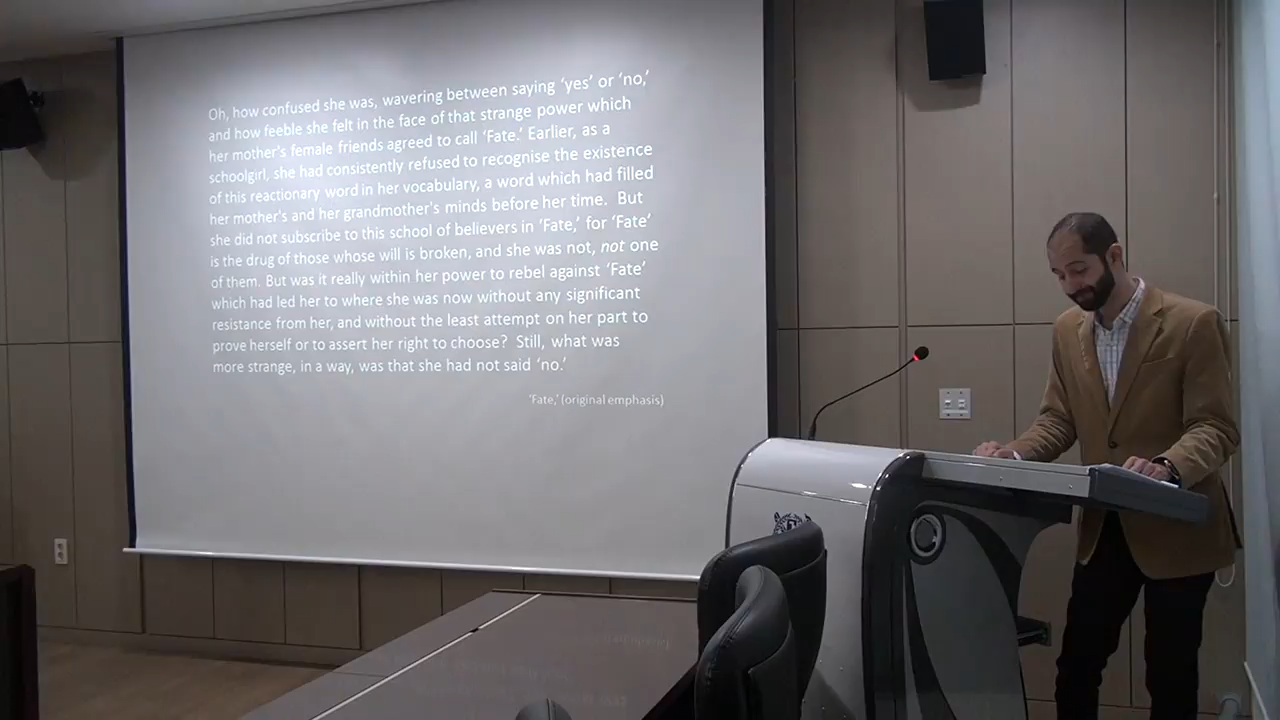 Oh, how confused she was, wavering between saying ‘yes’ or ‘no,’
and how feeble she felt in the face of that strange power which
her mother's female friends agreed to call ‘Fate.’ Earlier, as a
schoolgirl, she had consistently refused to recognise the existence
of this reactionary word in her vocabulary, a word which had filled
her mother's and her grandmother's minds before her time.  But
she did not subscribe to this school of believers in ‘Fate,’ for ‘Fate’
is the drug of those whose will is broken, and she was not, not one
of them. But was it really within her power to rebel against ‘Fate’
which had led her to where she was now without any significant
resistance from her, and without the least attempt on her part to
prove herself or to assert her right to choose?  Still, what was
more strange, in a way, was that she had not said ‘no.’
‘Fate,’ (original emphasis)